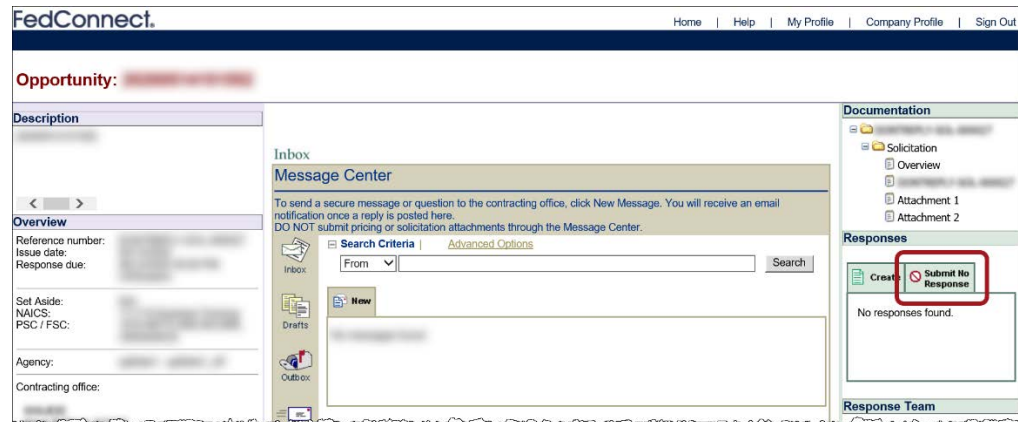 FedConnect.
Home | Help | My Profile | Company Profile | Sign Out
Opportunity:
Description
Overview
Reference number:
Issue date:
Response due:
Set Aside:
NAICS:
PSC / FSC:
Agency:
Contracting office:
Inbox
Message Center
To send a secure message or question to the contracting office, click New Message. You will receive an email
notification once a reply is posted here.
DO NOT submit pricing or solicitation attachments through the Message Center.
Inbox
Drafts
Outbox
Search Criteria | Advanced Options
From
Search
New
Documentation
Solicitation
Overview
Attachment 1
Attachment 2
Responses
Create
Submit No
Response
No responses found.
Response Team